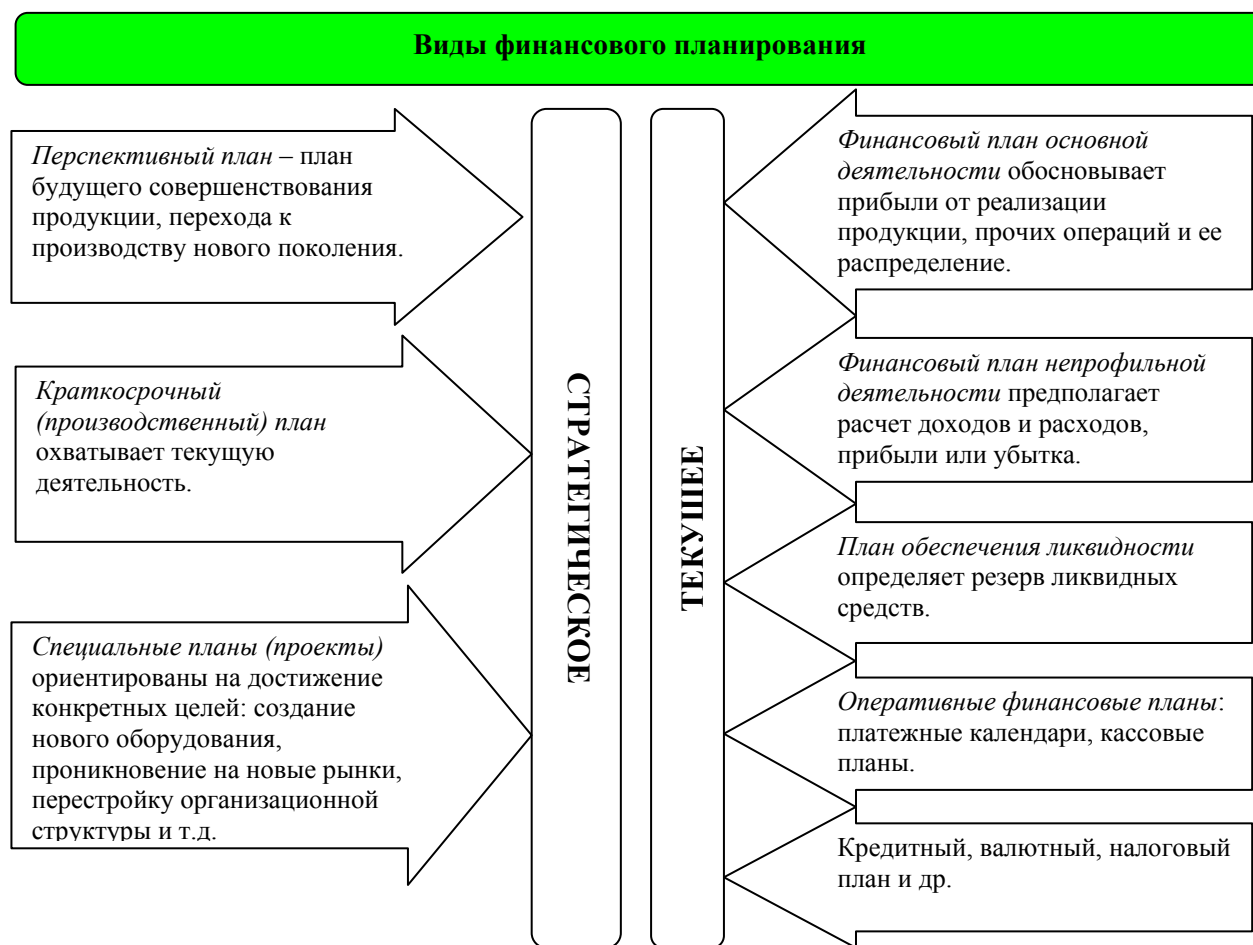 Виды финансового планирования
Перспективный план – план
будущего совершенствования
продукции, перехода к
производству нового поколения.
Краткосрочный
(производственный) план
охватывает текущую
деятельность.
Специальные планы (проекты)
ориентированы на достижение
конкретных целей: создание
нового оборудования,
проникновение на новые рынки,
перестройку организационной
структуры и т.д.
СТРАТЕГИЧЕСКОЕ
ТЕКУЩЕЕ
Финансовый план основной
деятельности обосновывает
прибыли от реализации
продукции, прочих операций и ее
распределение.
Финансовый план непрофильной
деятельности предполагает
расчет доходов и расходов,
прибыли или убытка.
План обеспечения ликвидности
определяет резерв ликвидных
средств.
Оперативные финансовые планы:
платежные календари, кассовые
планы.
Кредитный, валютный, налоговый
план и др.